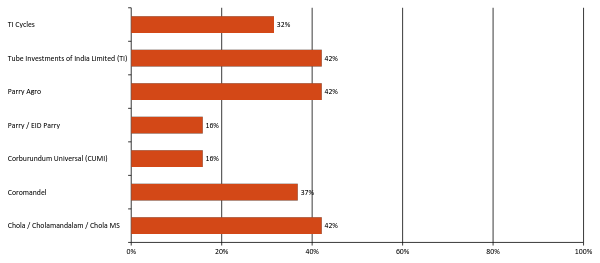 TI Cycles 32%
Tube Investments of India Limited (TI) 42%
Parry Agro 42%
Parry / EID Parry 16%
Corburundum Universal (CUMI) 16%
Coromandel 37%
Chola / Cholamandalam / Chola MS 42%
0% 20% 40% 60% 80% 100%